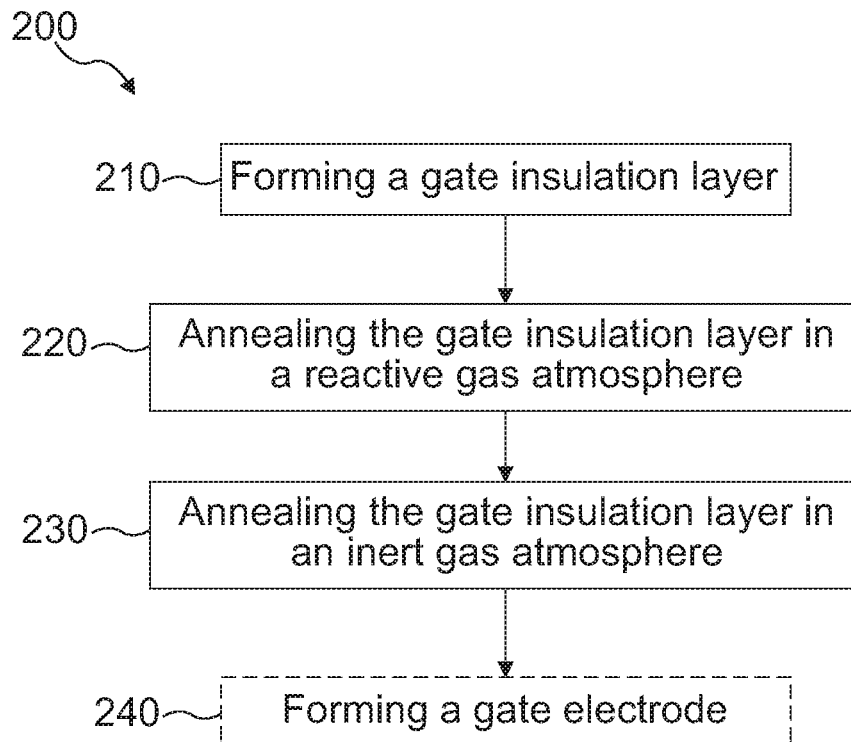 200
210 Forming a gate insulation layer
220 Annealing the gate insulation layer in
a reactive gas atmosphere
230 Annealing the gate insulation layer in
an inert gas atmosphere
240 Forming a gate electrode